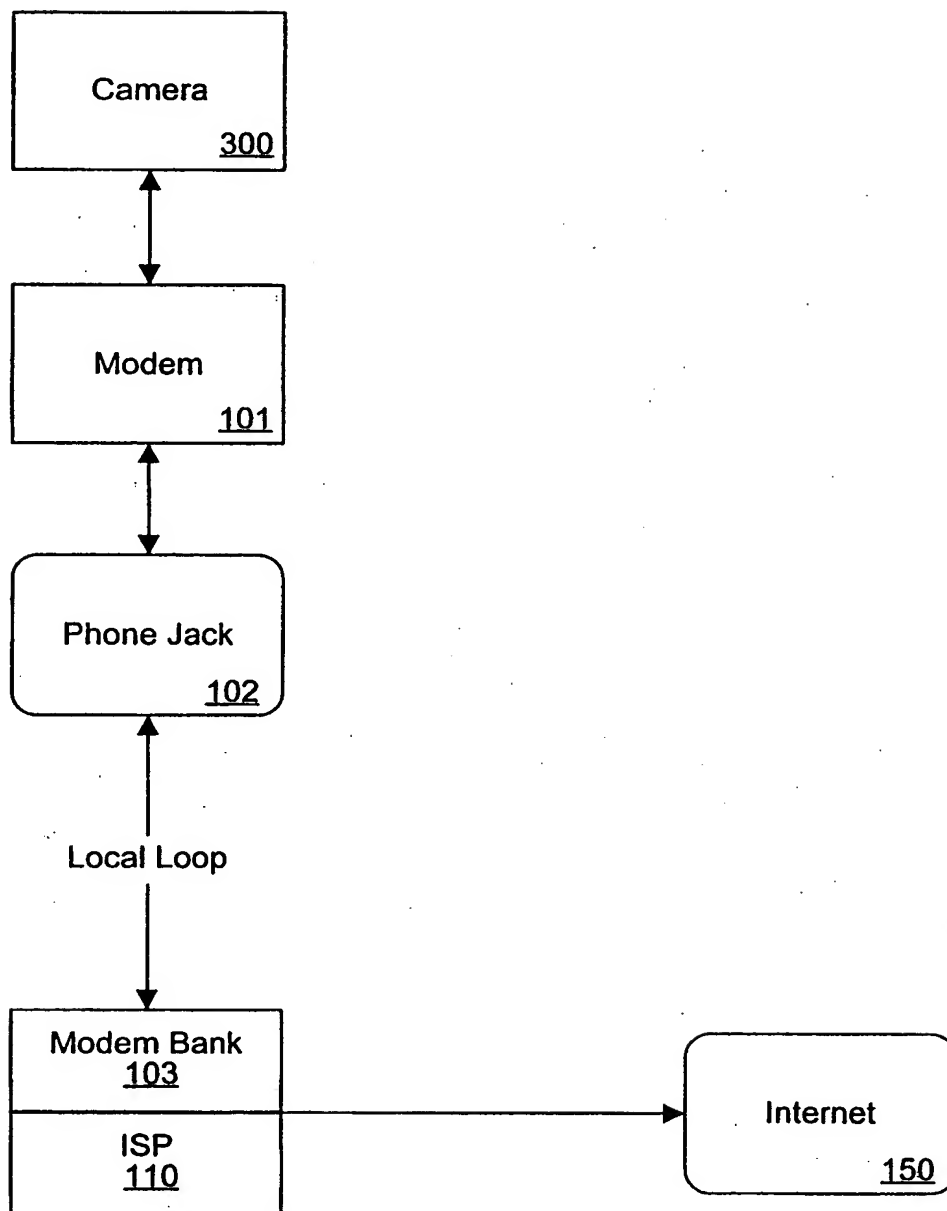 Camera
300
Modem
101
Phone Jack
102
Local Loop
Modem Bank
103
ISP
110
Internet
150